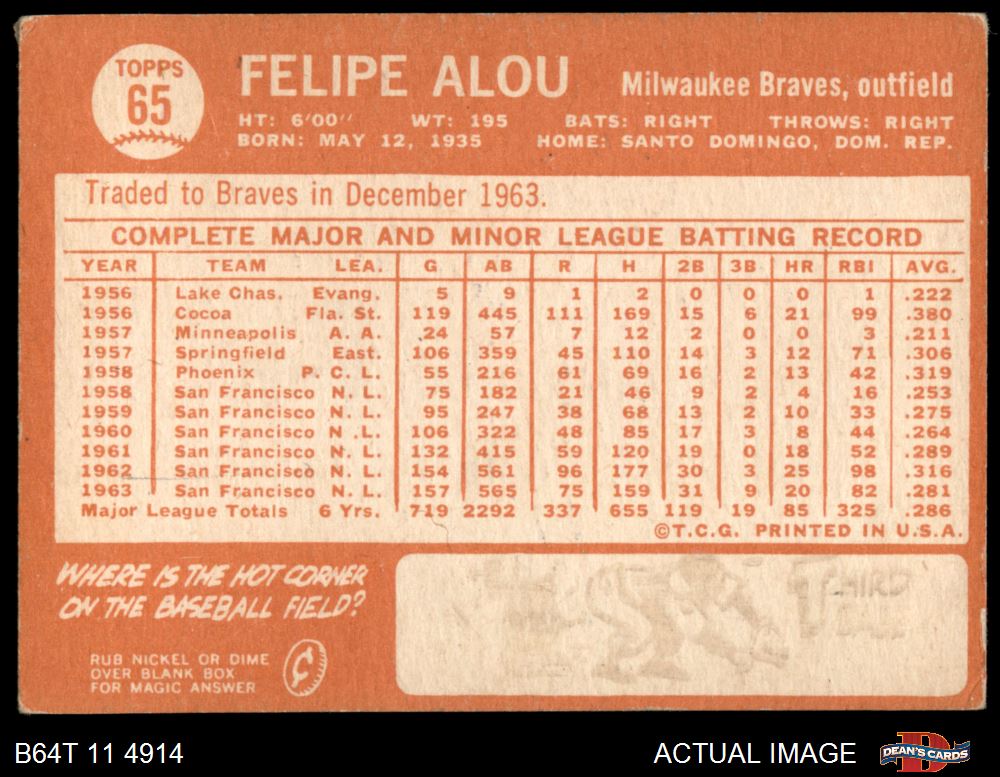 TOPPS
65
FELIPE ALOU
Milwaukee Braves, outfield
HT: 6'00" WT: 195 BATS: RIGHT THROWS: RIGHT
BORN: MAY 12, 1935 HOME: SANTO DOMINGO, DOM. REP.
Traded to Braves in December 1963.
COMPLETE MAJOR AND MINOR LEAGUE BATTING RECORD
YEAR TEAM LEA. G AB R H 2B 3B HR RBI AVG.
1956 Lake Chas. Evang. 5 9 1 2 0 0 0 1 .222
1956 Cocoa Fla. St. 119 445 111 169 15 6 21 99 .380
1957 Minneapolis A. A. 24 57 7 12 2 0 0 3 .211
1957 Springfield East. 106 359 45 110 14 3 12 71 .306
1958 Phoenix P. C. L. 55 216 61 69 16 2 13 42 .319
1958 San Francisco N. L. 75 182 21 46 9 2 4 16 .253
1959 San Francisco N. L. 95 247 38 68 13 2 10 33 .275
1960 San Francisco N .L. 106 322 48 85 17 3 8 44 .264
1961 San Francisco N. L. 132 415 59 120 19 0 18 52 .289
1962 San Francisco N. L. 154 561 96 177 30 3 25 98 .316
1963 San Francisco N. L. 157 565 75 159 31 9 20 82 .281
Major League Totals 6 Yrs. 719 2292 337 655 119 19 85 325 .286
©T.C.G. PRINTED IN U.S.A.
WHERE IS THE HOT CORNER
ON THE BASEBALL FIELD?
RUB NICKEL OR DIME
OVER BLANK BOX
FOR MAGIC ANSWER
B64T 11 4914
ACTUAL IMAGE
DEAN'S CARDS